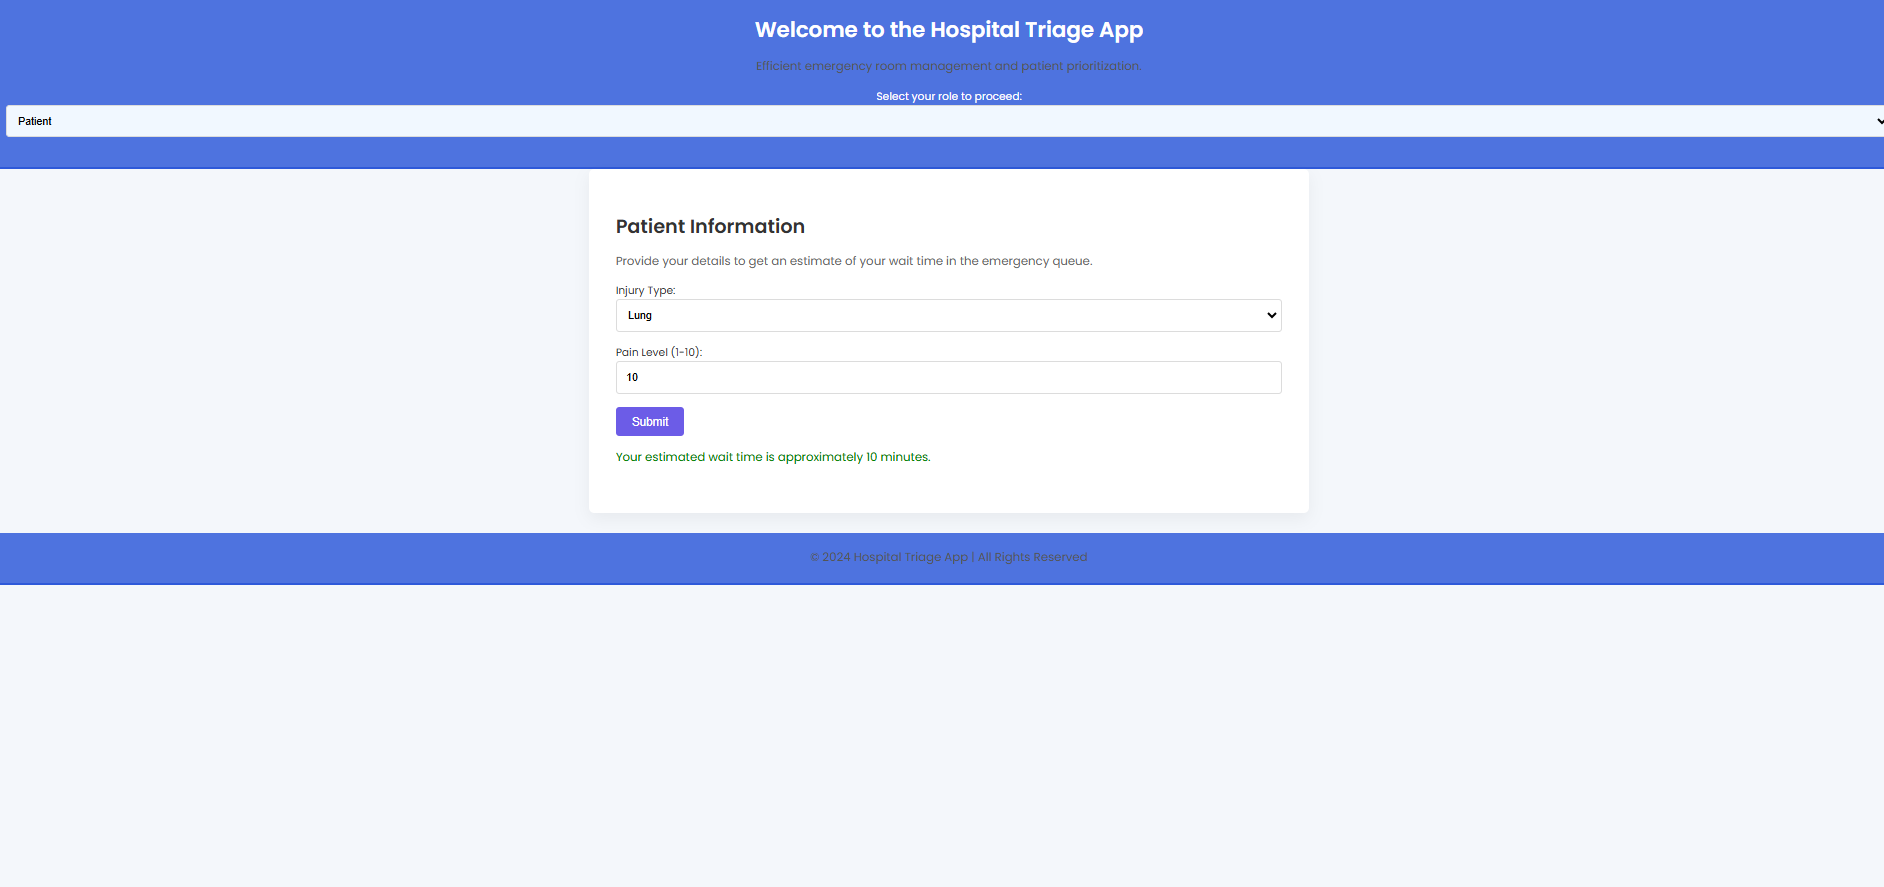 Welcome to the Hospital Triage App
Efficient emergency room management and patient prioritization.
Select your role to proceed:
Patient
Patient Information
Provide your details to get an estimate of your wait time in the emergency queue.
Injury Type:
Lung
Pain Level (1-10):
10
Submit
Your estimated wait time is approximately 10 minutes.
© 2024 Hospital Triage App | All Rights Reserved